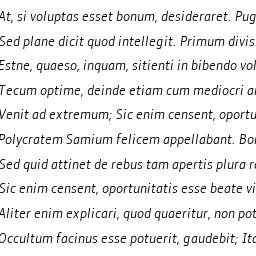 At, si voluptas esset bonum, desideraret. Pug
Sed plane dicit quod intellegit. Primum divis
Estne, quaeso, inquam, sitienti in bibendo vol
Tecum optime, deinde etiam cum mediocri a
Venit ad extremum; Sic enim censent, oportu
Polycratem Samium felicem appellabant. Bo
Sed quid attinet de rebus tam apertis plura r
Sic enim censent, oportunitatis esse beate vi
Aliter enim explicari, quod quaeritur, non pot
Occultum facinus esse potuerit, gaudebit; Ita